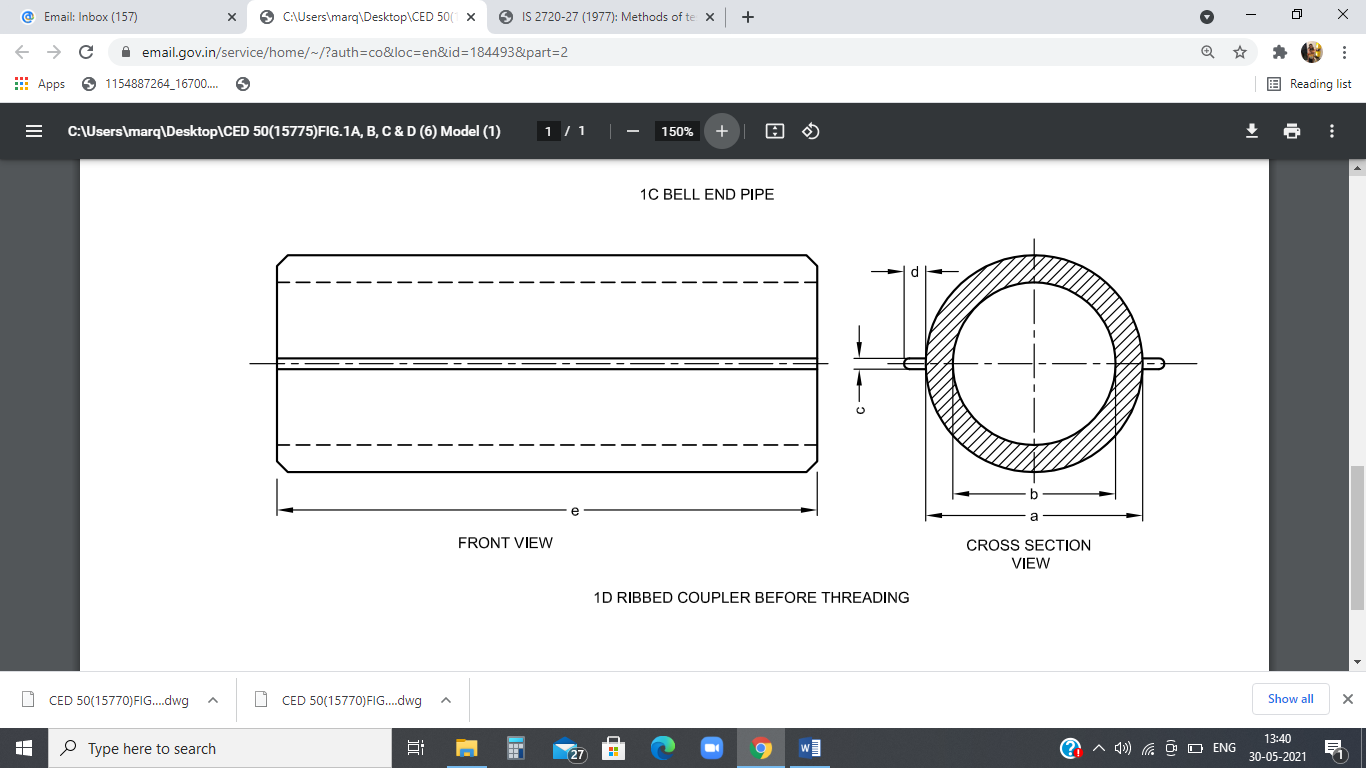 Email: Inbox (157)
C:\Users\marq\Desktop\CED 50(
IS 2720-27 (1977): Methods of te
email.gov.in/service/home/~/?auth=co&loc=en&id=184493&part=2
Apps
1154887264_16700....
Reading list
C:\Users\marq\Desktop\CED 50(15775)FIG.1A, B, C & D (6) Model (1)
1 / 1
150%
1C BELL END PIPE
d
c
b
a
e
FRONT VIEW
CROSS SECTION
VIEW
1D RIBBED COUPLER BEFORE THREADING
CED 50(15770)FIG....dwg
CED 50(15770)FIG....dwg
Show all
Type here to search
27
W
ENG
13:40
30-05-2021
1